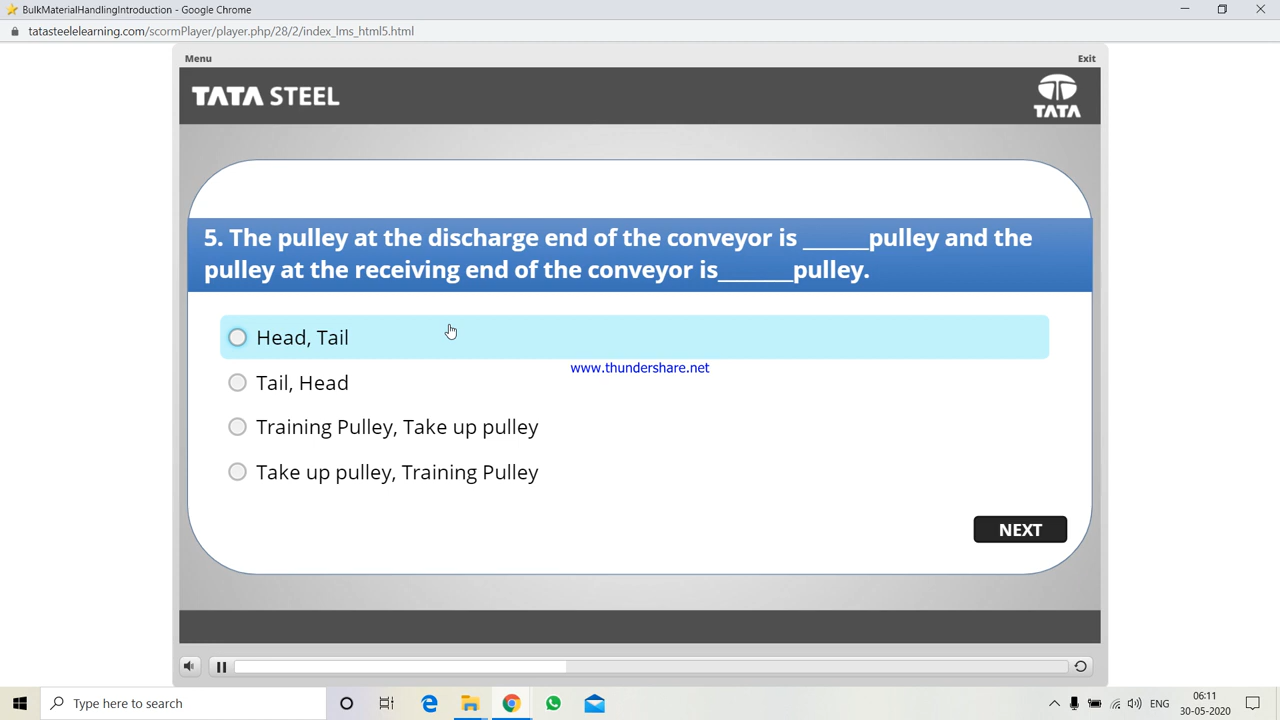 BulkMaterialHandlingIntroduction - Google Chrome
tatasteelelearning.com/scormPlayer/player.php/28/2/index_lms_html5.html
Menu
Exit
TATA STEEL
TATA
5. The pulley at the discharge end of the conveyor is ______pulley and the
pulley at the receiving end of the conveyor is_______pulley.
Head, Tail
www.thundershare.net
Tail, Head
Training Pulley, Take up pulley
Take up pulley, Training Pulley
NEXT
Type here to search
ENG
06:11
30-05-2020